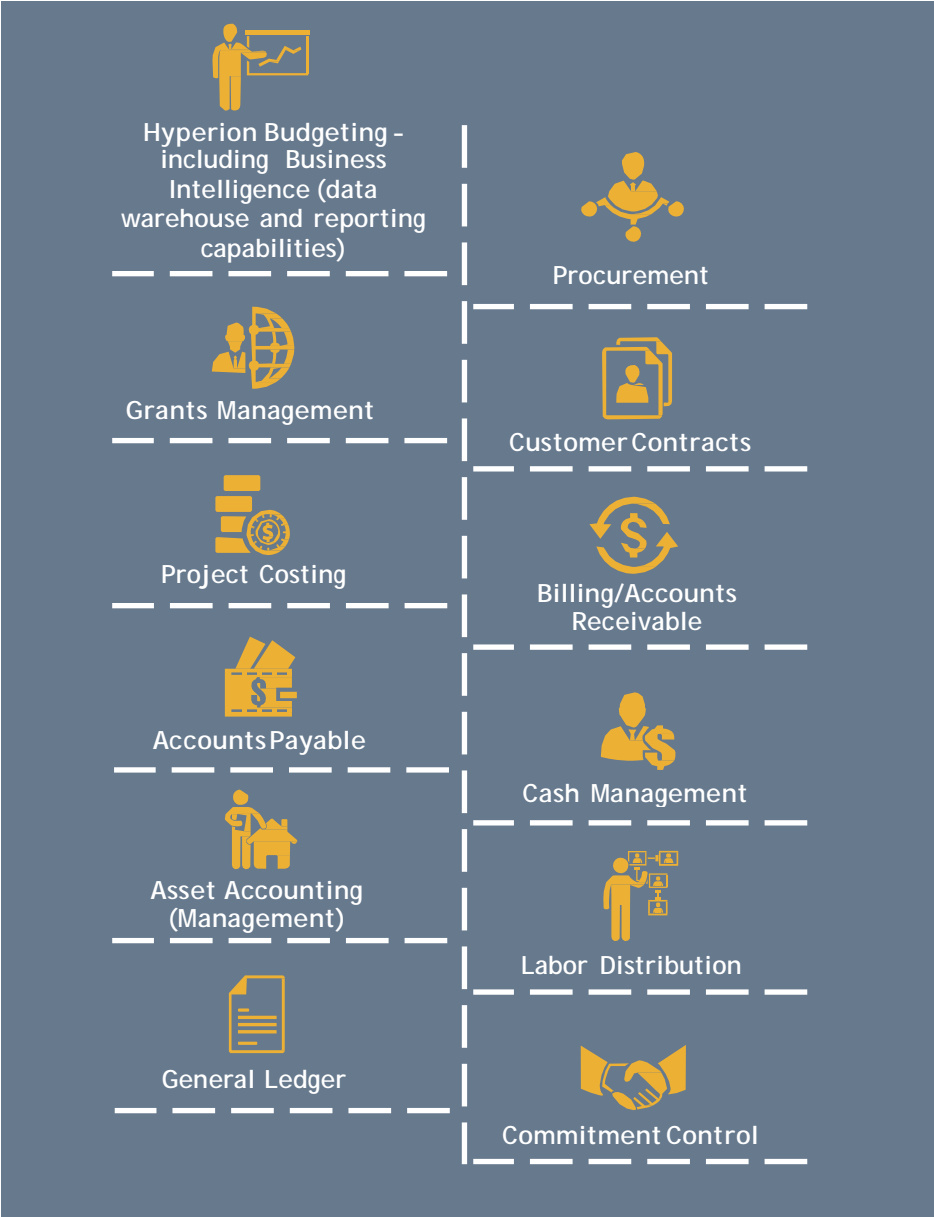 Hyperion Budgeting –
including Business
Intelligence (data
warehouse and reporting
capabilities)
Grants Management
Project Costing
Accounts Payable
Asset Accounting
(Management)
General Ledger
Procurement
Customer Contracts
Billing/Accounts
Receivable
Cash Management
Labor Distribution
Commitment Control